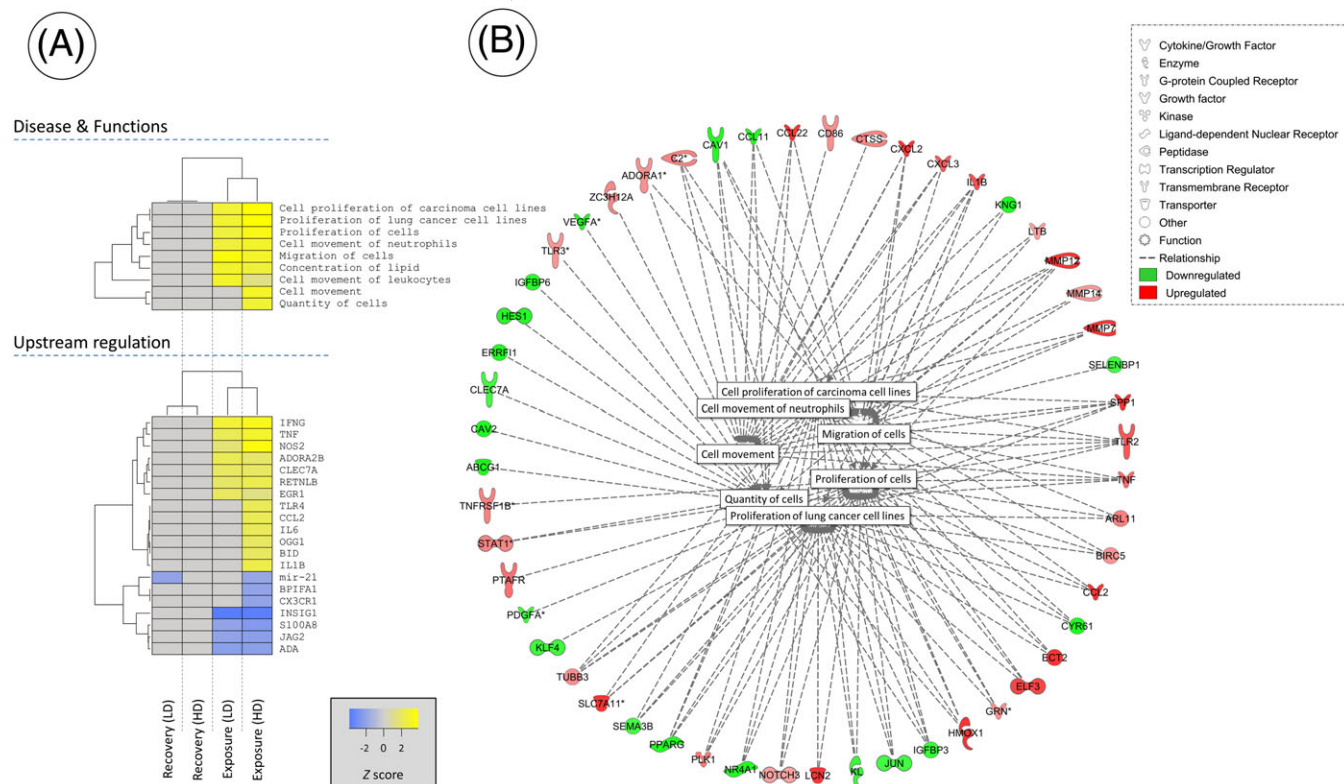 (A)
Disease & Functions
Cell proliferation of carcinoma cell lines
Proliferation of lung cancer cell lines
Proliferation of cells
Cell movement of neutrophils
Migration of cells
Concentration of lipid
Cell movement of leukocytes
Cell movement
Quantity of cells
Upstream regulation
IFNG
TNF
NOS2
ADORA2B
CLEC7A
RETNLB
EGR1
TLR4
CCL2
IL6
OGG1
BID
IL1B
mir-21
BPIFA1
CX3CR1
INSIG1
S100A8
JAG2
ADA
Recovery (LD)
Recovery (HD)
Exposure (LD)
Exposure (HD)
-2 0 2
Z score
(B)
CAV1
CCL11
CCL22
CD86
CTSS
CXCL2
CXCL3
IL1B
KNG1
LTB
MMP12
MMP14
MMP7
SELENBP1
SPP1
TLR2
TNF
ARL11
BIRC5
CCL2
CYR61
ECT2
ELF3
GRN*
HMOX1
IGFBP3
JUN
KL
LCN2
NOTCH3
NR4A1
PLK1
PPARG
SEMA3B
SLC7A11*
TUBB3
KLF4
PDGFA*
PTAFR
STAT1*
TNFRSF1B*
ABCG1
CAV2
CLEC7A
ERRFI1
HES1
IGFBP6
TLR3*
VEGFA*
ZC3H12A
ADORA1*
C2*
Cell proliferation of carcinoma cell lines
Cell movement of neutrophils
Migration of cells
Cell movement
Proliferation of cells
Quantity of cells
Proliferation of lung cancer cell lines
Cytokine/Growth Factor
Enzyme
G-protein Coupled Receptor
Growth factor
Kinase
Ligand-dependent Nuclear Receptor
Peptidase
Transcription Regulator
Transmembrane Receptor
Transporter
Other
Function
Relationship
Downregulated
Upregulated